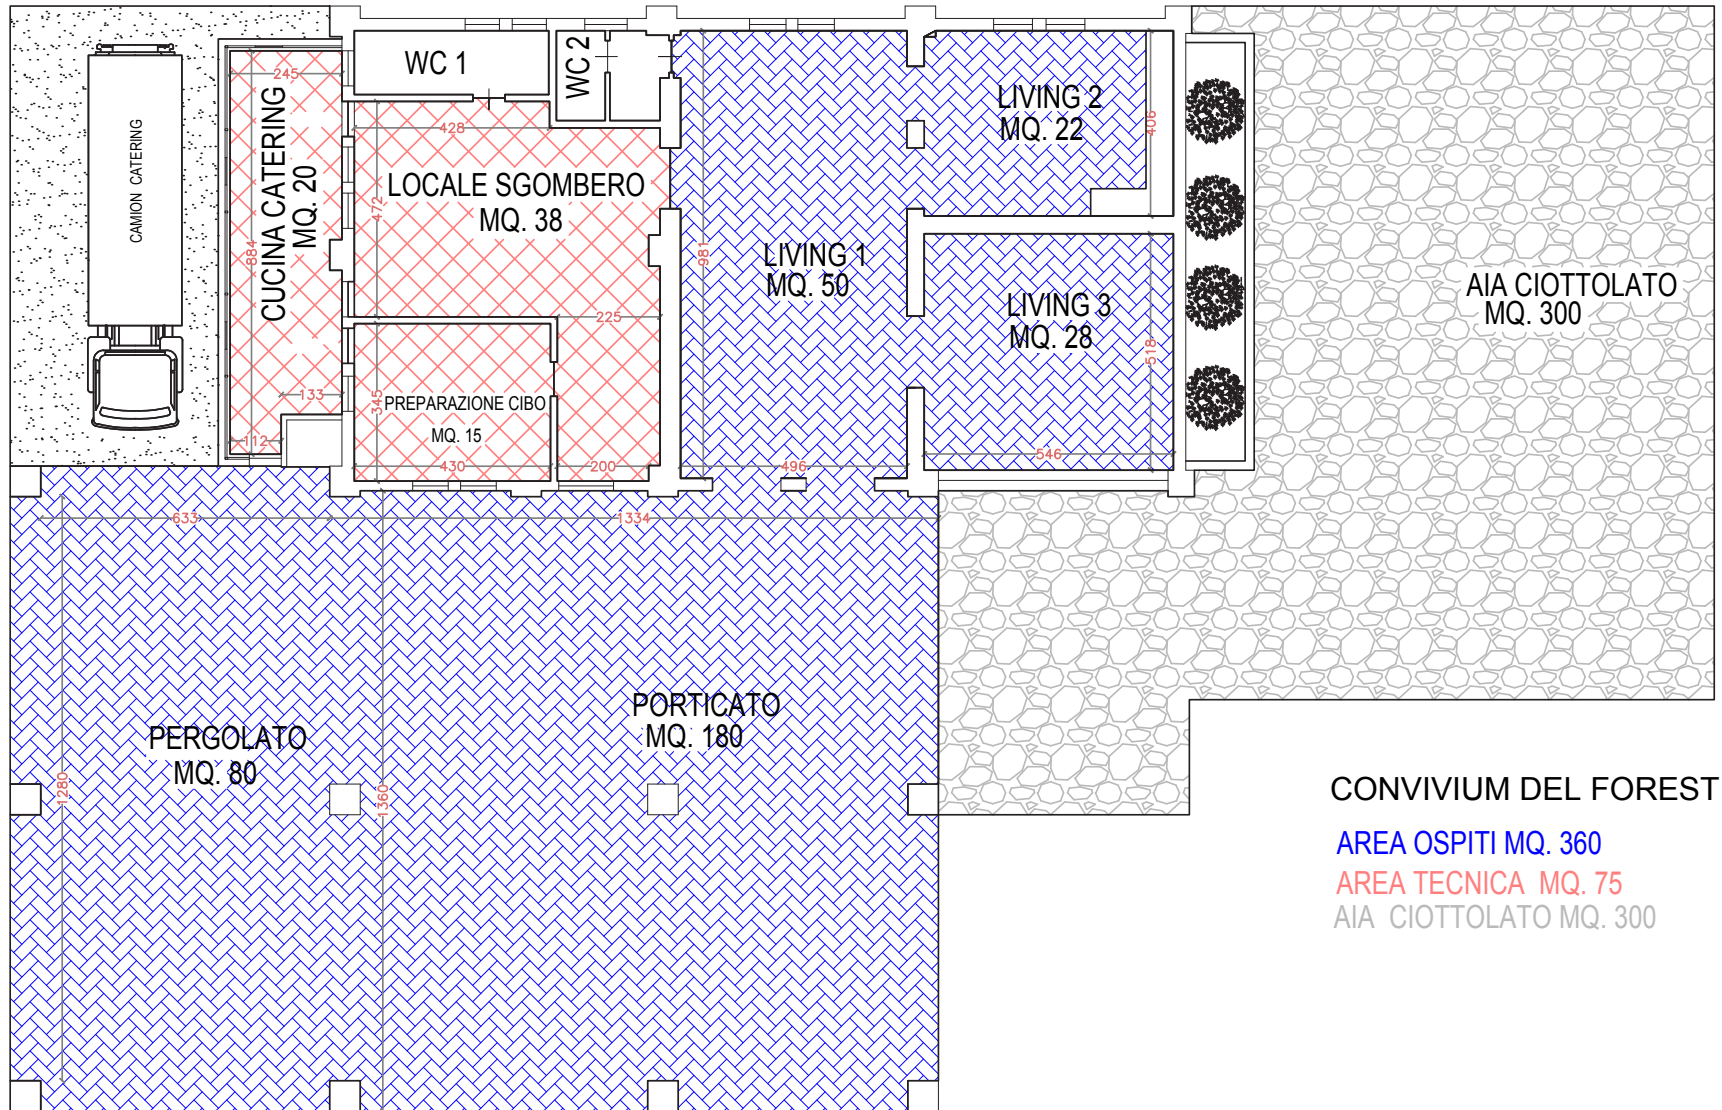 WC 1
WC 2
245
428
406
CAMION CATERING
CUCINA CATERING
MQ. 20
LIVING 2
MQ. 22
LOCALE SGOMBERO
MQ. 38
472
884
981
LIVING 1
MQ. 50
AIA CIOTTOLATO
MQ. 300
LIVING 3
MQ. 28
225
518
133
345
PREPARAZIONE CIBO
MQ. 15
112
430
200
496
546
633
1334
PERGOLATO
MQ. 80
PORTICATO
MQ. 180
1280
1360
CONVIVIUM DEL FOREST
AREA OSPITI MQ. 360
AREA TECNICA MQ. 75
AIA CIOTTOLATO MQ. 300